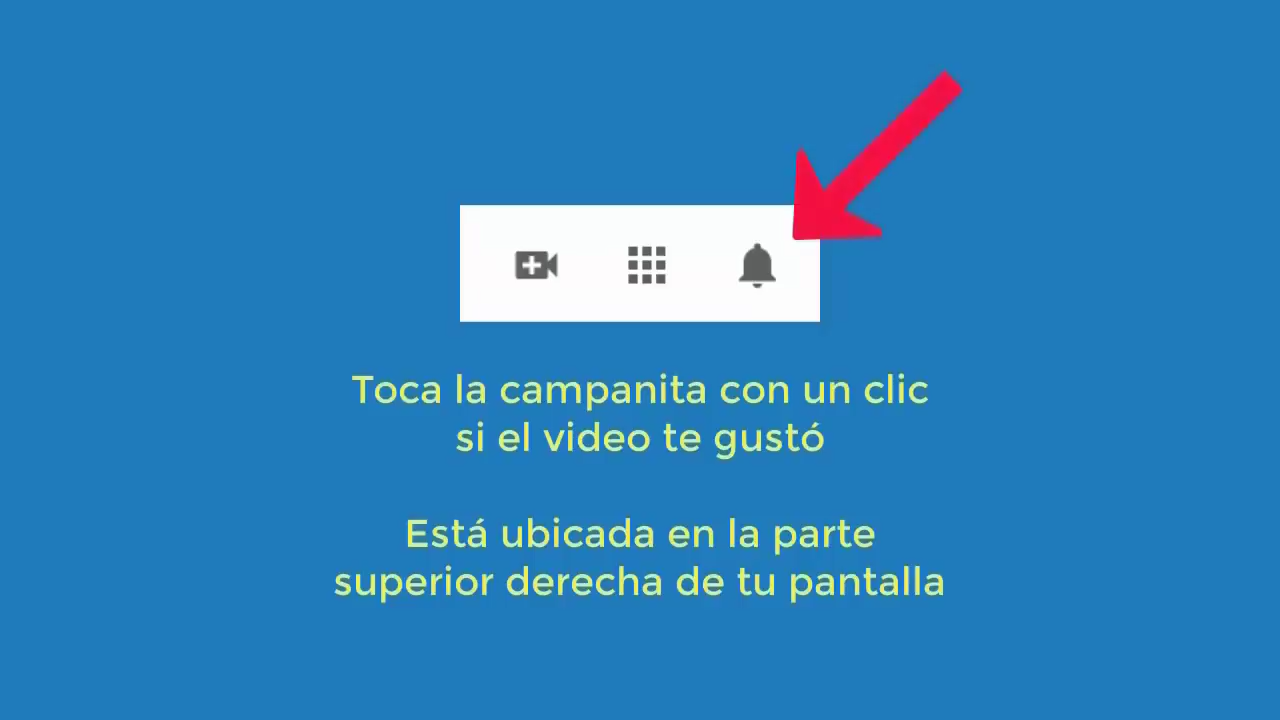 Toca la campanita con un clic
si el video te gustó
Está ubicada en la parte
superior derecha de tu pantalla